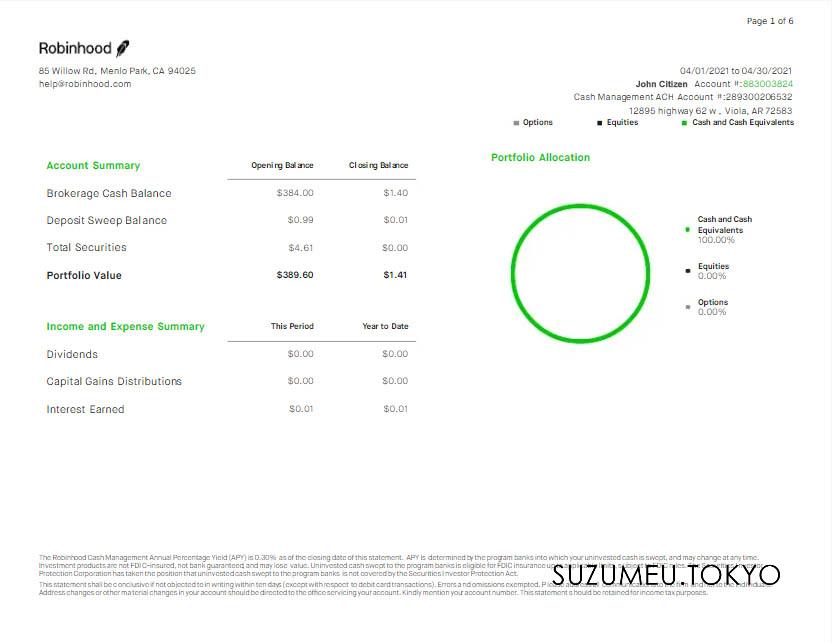 Page 1 of 6
Robinhood
85 Willow Rd, Menlo Park, CA 94025
help@robinhood.com
04/01/2021 to 04/30/2021
John Citizen Account #:883003824
Cash Management ACH Account #:289300206532
12895 highway 62 w , Viola, AR 72583
Options Equities Cash and Cash Equivalents
Account Summary Opening Balance Closing Balance
Brokerage Cash Balance $384.00 $1.40
Deposit Sweep Balance $0.99 $0.01
Total Securities $4.61 $0.00
Portfolio Value $389.60 $1.41
Portfolio Allocation
Cash and Cash
Equivalents
100.00%
Equities
0.00%
Options
0.00%
Income and Expense Summary This Period Year to Date
Dividends $0.00 $0.00
Capital Gains Distributions $0.00 $0.00
Interest Earned $0.01 $0.01
The Robinhood Cash Management Annual Percentage Yield (APY) is 0.30% as of the closing date of this statement. APY is determined by the program banks into which your uninvested cash is swept, and may change at any time.
Investment products are not FDIC-insured, not bank guaranteed, and may lose value. Uninvested cash swept to the program banks is eligible for FDIC insurance
Protection Corporation has taken the position that uninvested cash swept to the program banks is not covered by the Securities Investor Protection Act.
This statement shall be conclusive if not objected to in writing within ten days (except with respect to debit card transactions). Errors and omissions exempted.
Address changes or other material changes in your account should be directed to the office servicing your account. Kindly mention your account number. This statement should be retained for income tax purposes.
SUZUMEU.TOKYO